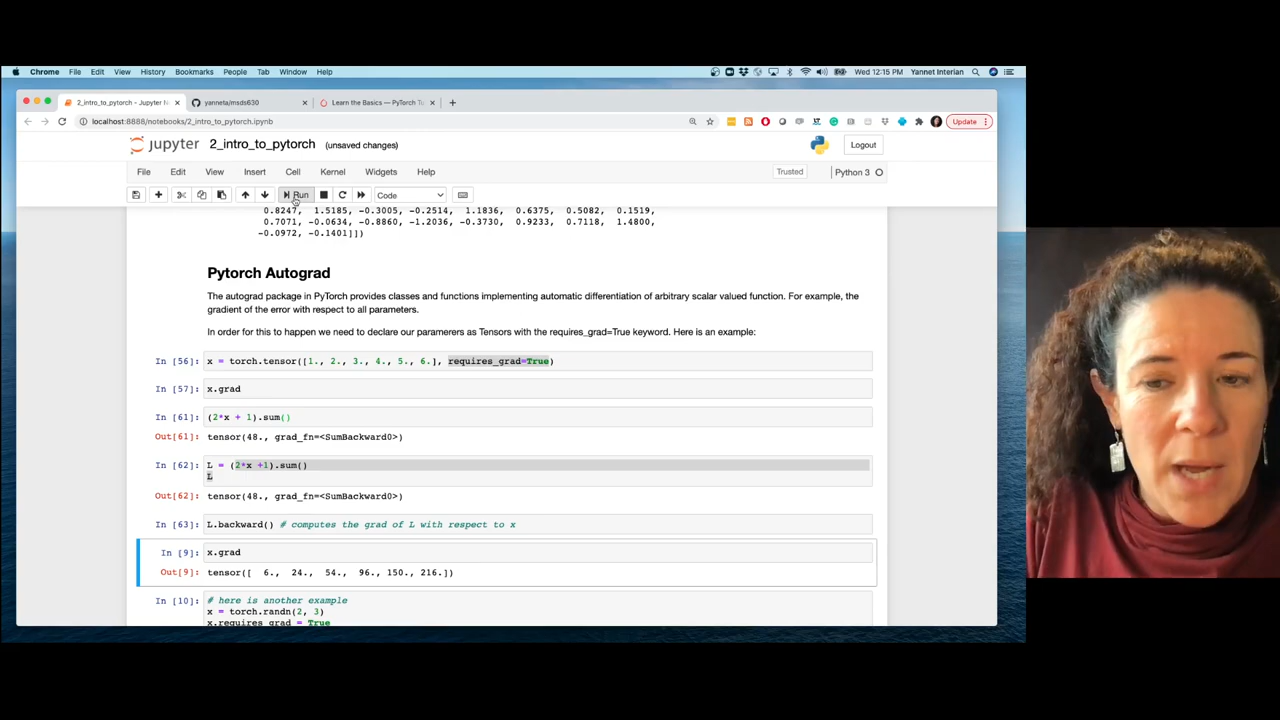 Chrome File Edit View History Bookmarks People Tab Window Help Wed 12:15 PM Yannet Interian
2_intro_to_pytorch - Jupyter N yanneta/msds630 Learn the Basics — PyTorch Tu
localhost:8888/notebooks/2_intro_to_pytorch.ipynb Update
jupyter 2_intro_to_pytorch (unsaved changes) Logout
File Edit View Insert Cell Kernel Widgets Help Trusted Python 3
Run Code
0.8247, 1.5185, -0.3005, -0.2514, 1.1836, 0.6375, 0.5082, 0.1519,
0.7071, -0.0634, -0.8860, -1.2036, -0.3730, 0.9233, 0.7118, 1.4800,
-0.0972, -0.1401]])
Pytorch Autograd
The autograd package in PyTorch provides classes and functions implementing automatic differentiation of arbitrary scalar valued function. For example, the
gradient of the error with respect to all parameters.
In order for this to happen we need to declare our paramerers as Tensors with the requires_grad=True keyword. Here is an example:
In [56]: x = torch.tensor([1., 2., 3., 4., 5., 6.], requires_grad=True)
In [57]: x.grad
In [61]: (2*x + 1).sum()
Out[61]: tensor(48., grad_fn=<SumBackward0>)
In [62]: L = (2*x +1).sum()
L
Out[62]: tensor(48., grad_fn=<SumBackward0>)
In [63]: L.backward() # computes the grad of L with respect to x
In [9]: x.grad
Out[9]: tensor([ 6., 24., 54., 96., 150., 216.])
In [10]: # here is another example
x = torch.randn(2, 3)
x.requires_grad = True